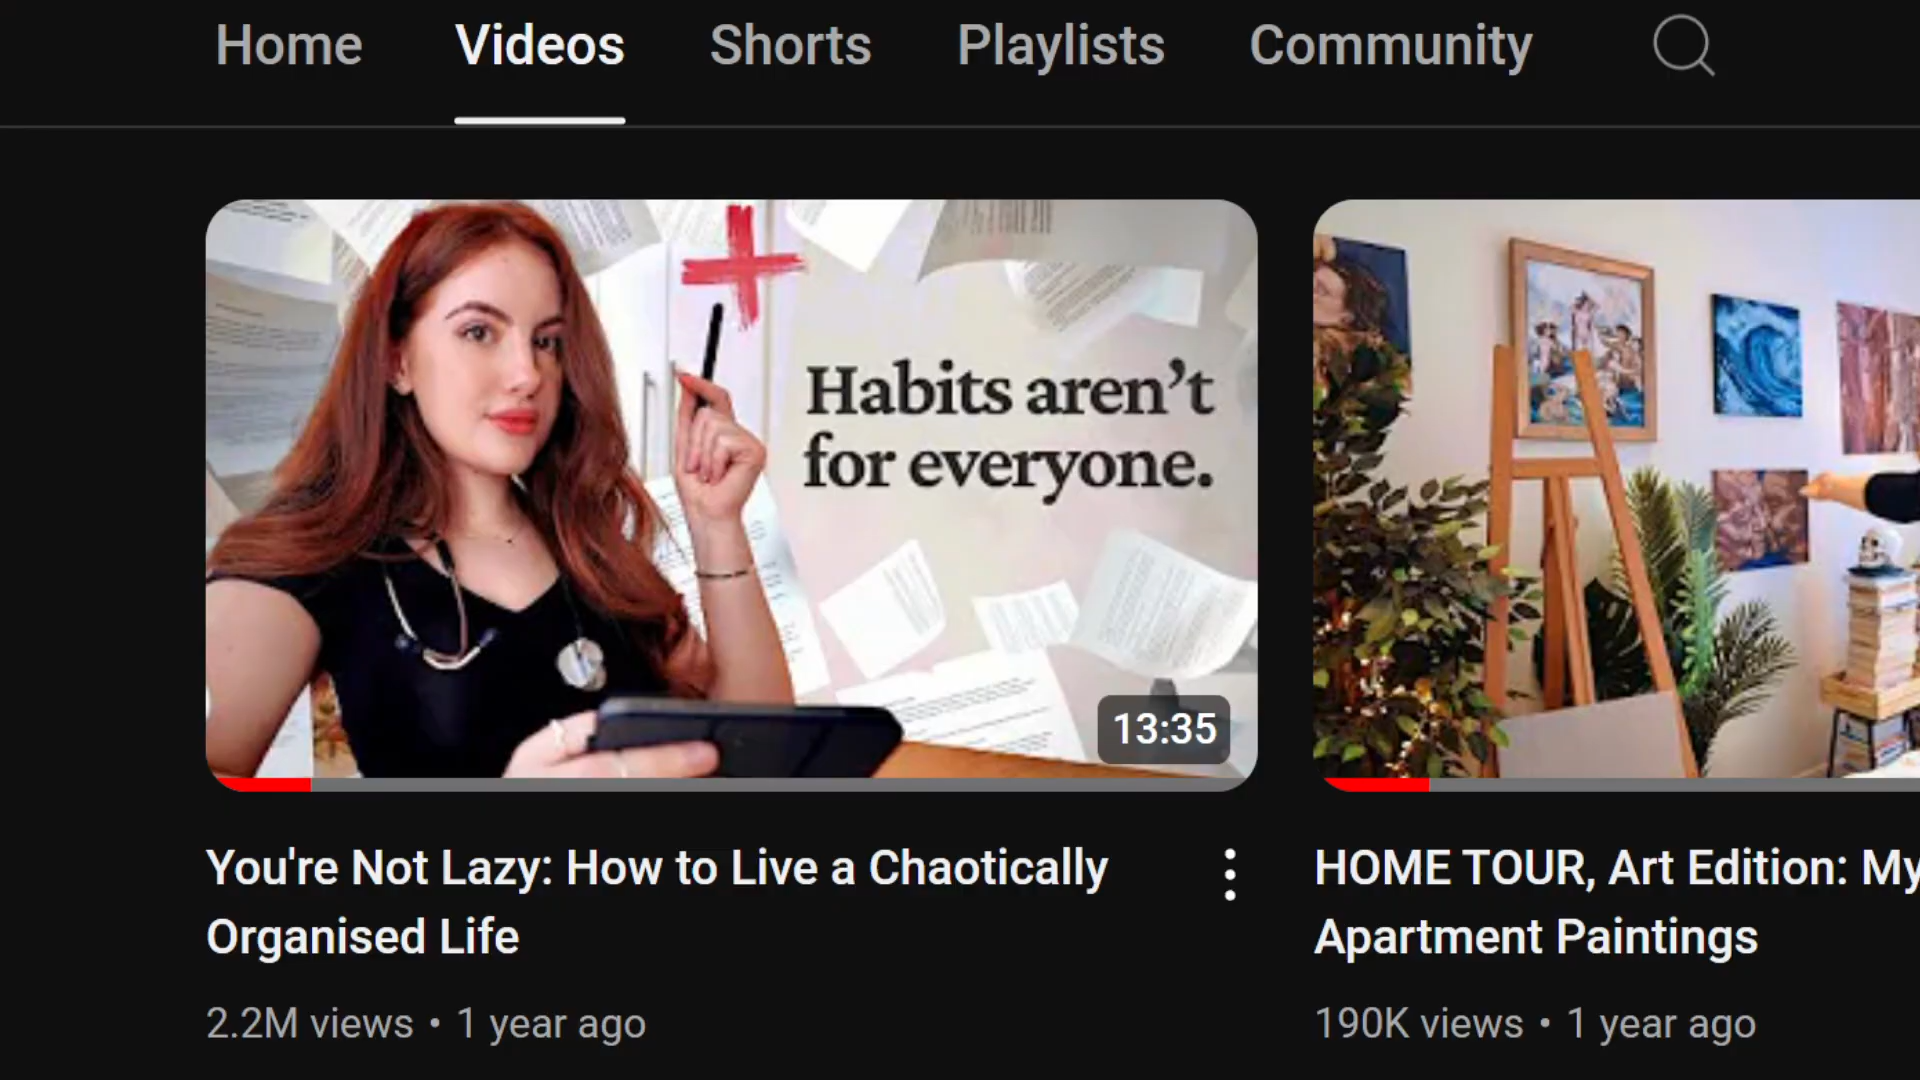 Home Videos Shorts Playlists Community
Habits aren’t
for everyone.
13:35
You're Not Lazy: How to Live a Chaotically
Organised Life
2.2M views • 1 year ago
HOME TOUR, Art Edition: My
Apartment Paintings
190K views • 1 year ago